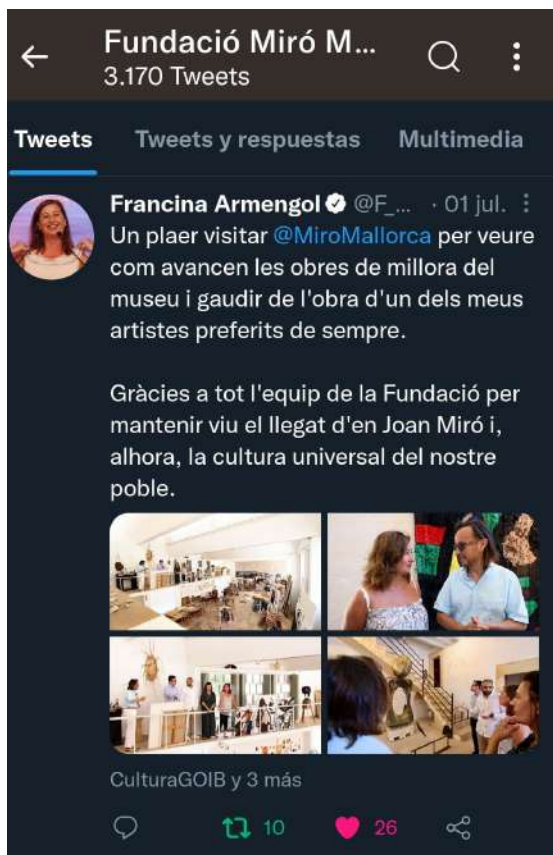 Fundació Miró M...
3.170 Tweets
Tweets
Tweets y respuestas
Multimedia
Francina Armengol @F_... · 01 jul.
Un plaer visitar @MiroMallorca per veure
com avancen les obres de millora del
museu i gaudir de l'obra d'un dels meus
artistes preferits de sempre.
Gràcies a tot l'equip de la Fundació per
mantenir viu el llegat d'en Joan Miró i,
alhora, la cultura universal del nostre
poble.
CulturaGOIB y 3 más
10
26